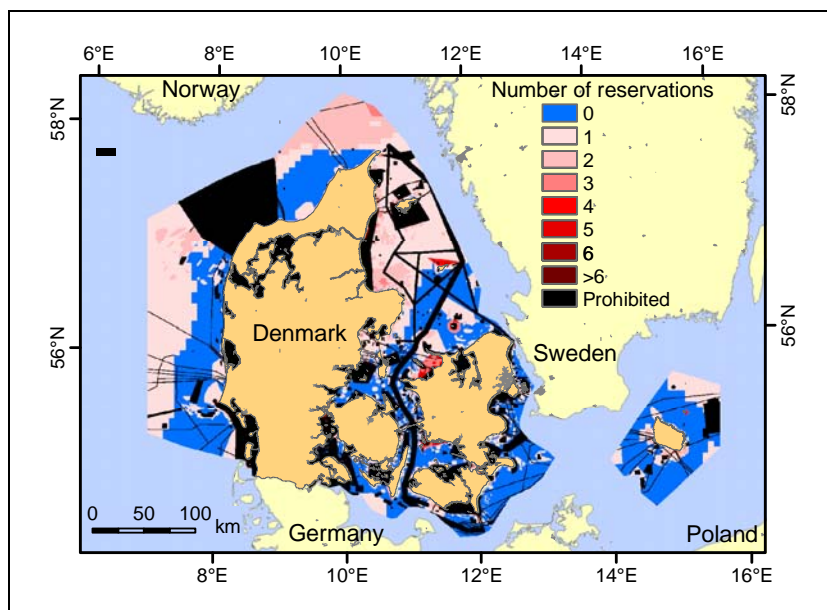 6°E 8°E 10°E 12°E 14°E 16°E
Norway
Number of reservations
0
1
2
3
4
5
6
>6
Prohibited
58°N
58°N
56°N
56°N
Denmark
Sweden
0 50 100
km
Germany
Poland
8°E 10°E 12°E 14°E 16°E